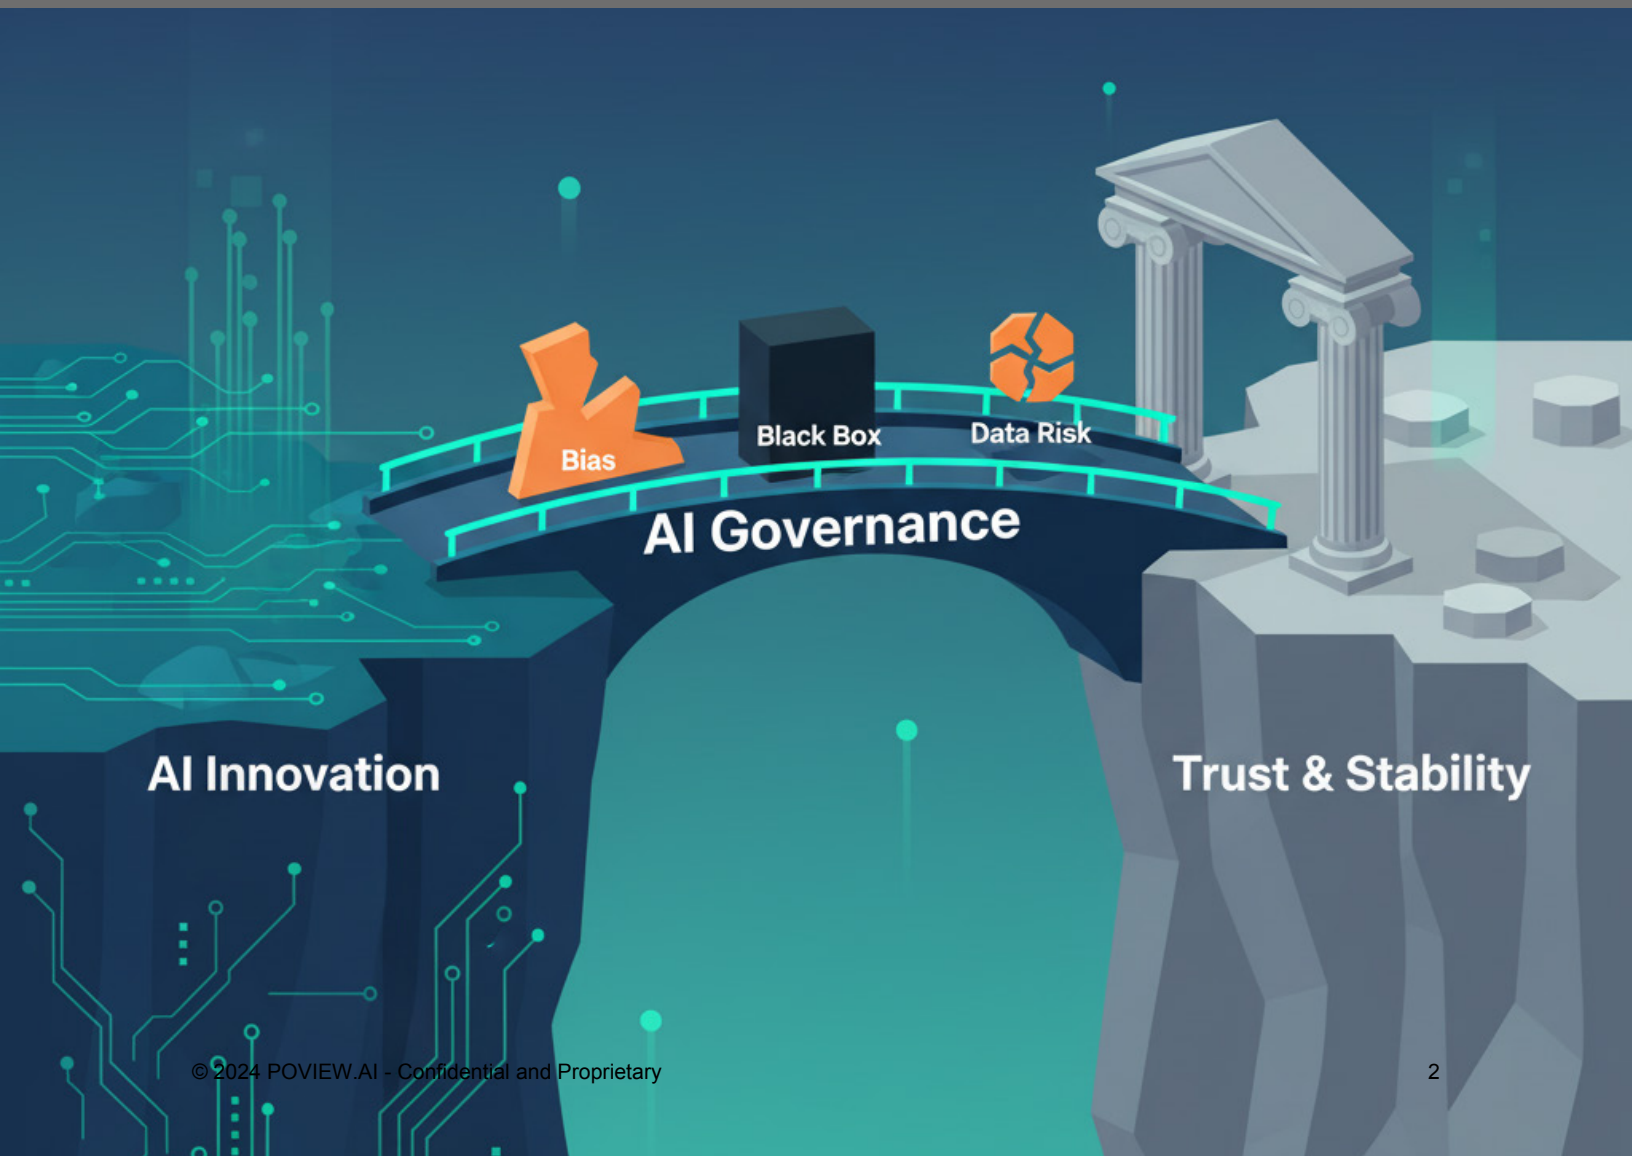 Bias
Black Box
Data Risk
AI Governance
AI Innovation
Trust & Stability
© 2024 POVIEW.AI - Confidential and Proprietary
2